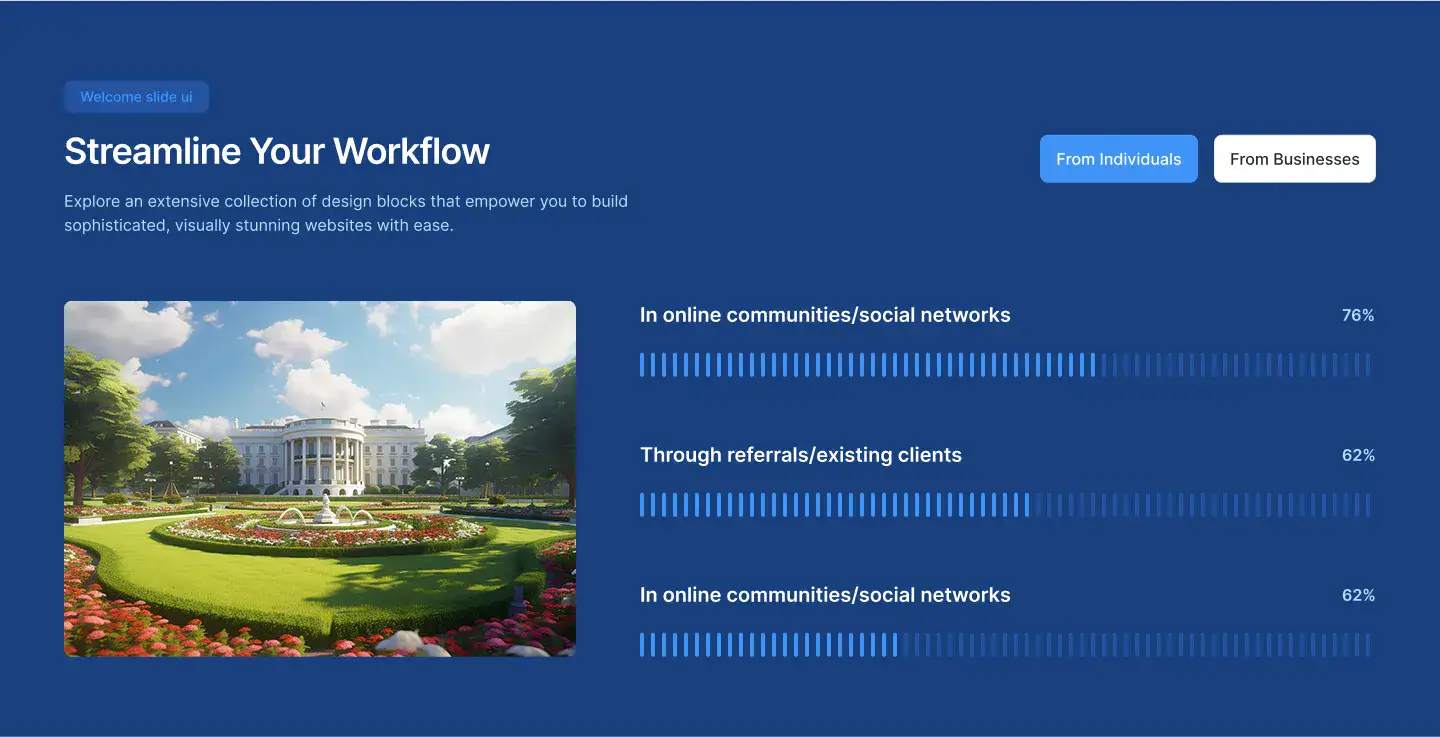 Welcome slide ui
Streamline Your Workflow
Explore an extensive collection of design blocks that empower you to build
sophisticated, visually stunning websites with ease.
From Individuals
From Businesses
In online communities/social networks
76%
Through referrals/existing clients
62%
In online communities/social networks
62%